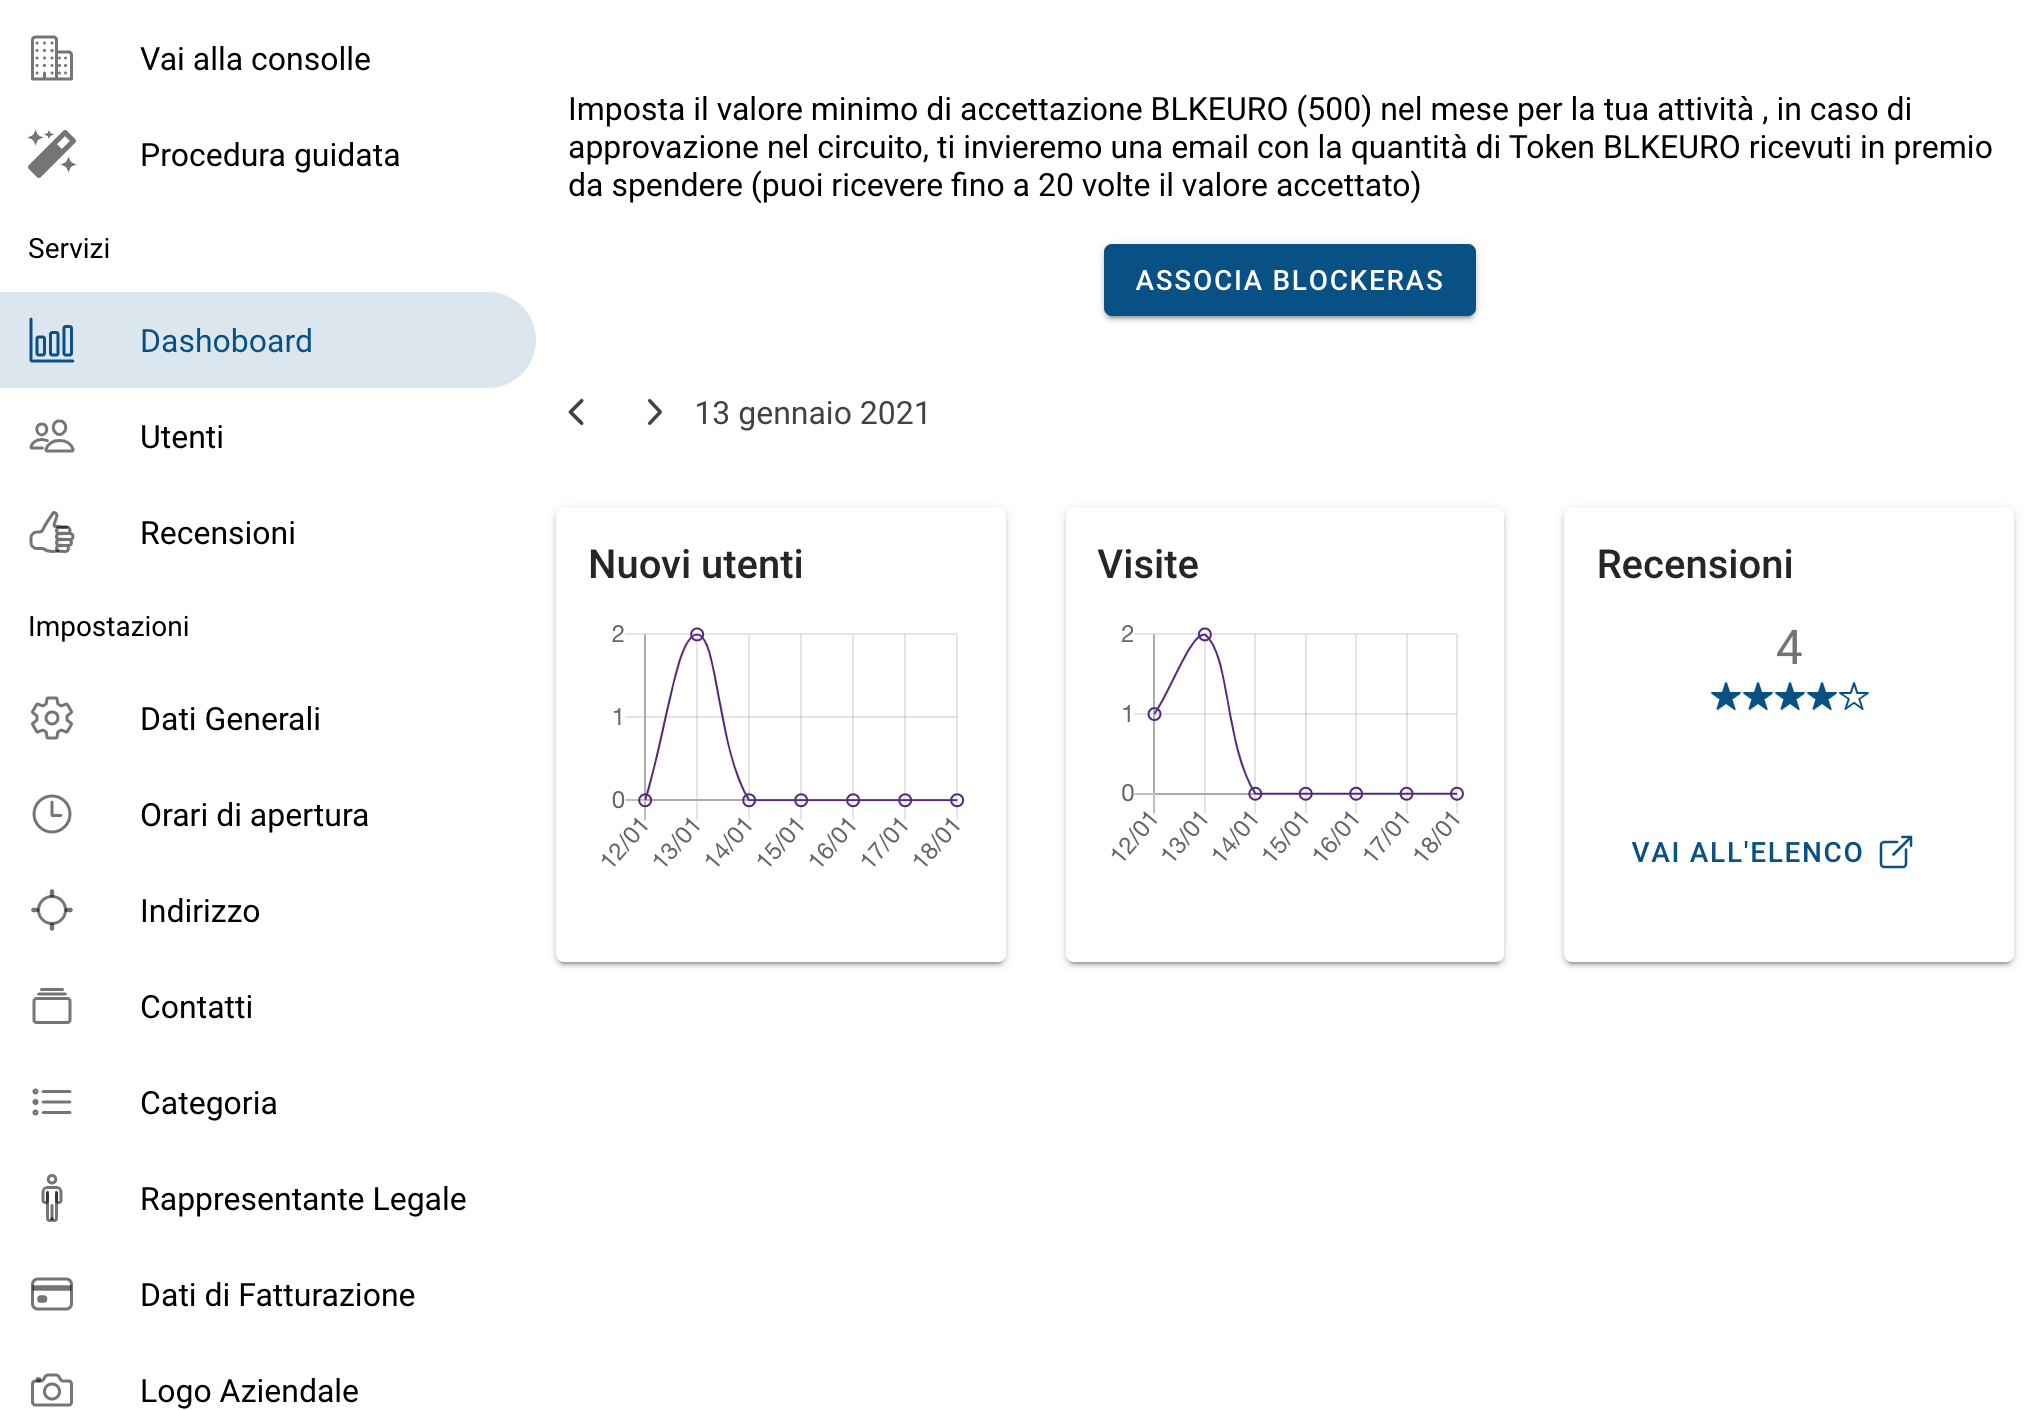 Vai alla consolle
Procedura guidata
Servizi
Dashoboard
Utenti
Recensioni
Impostazioni
Dati Generali
Orari di apertura
Indirizzo
Contatti
Categoria
Rappresentante Legale
Dati di Fatturazione
Logo Aziendale
Imposta il valore minimo di accettazione BLKEURO (500) nel mese per la tua attività , in caso di
approvazione nel circuito, ti invieremo una email con la quantità di Token BLKEURO ricevuti in premio
da spendere (puoi ricevere fino a 20 volte il valore accettato)
ASSOCIA BLOCKERAS
13 gennaio 2021
Nuovi utenti
2
1
0
12/01 13/01 14/01 15/01 16/01 17/01 18/01
Visite
2
1
0
12/01 13/01 14/01 15/01 16/01 17/01 18/01
Recensioni
4
VAI ALL'ELENCO